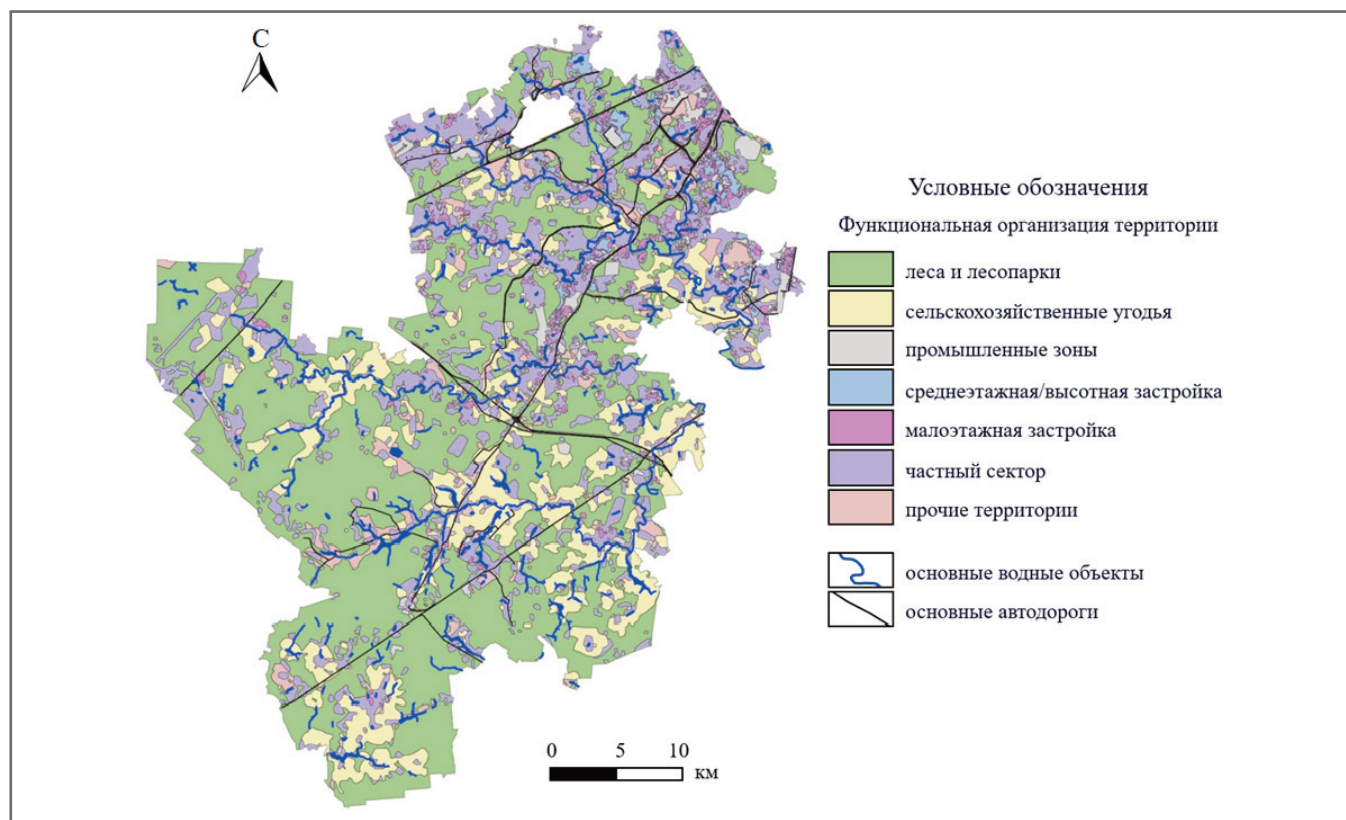 С
Условные обозначения
Функциональная организация территории
леса и лесопарки
сельскохозяйственные угодья
промышленные зоны
среднеэтажная/высотная застройка
малоэтажная застройка
частный сектор
прочие территории
основные водные объекты
основные автодороги
0 5 10
км